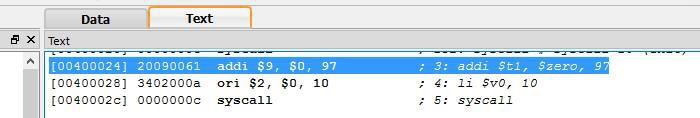 Data Text
Text
[00400024] 20090061 addi $9, $0, 97 ; 3: addi $t1, $zero, 97
[00400028] 3402000a ori $2, $0, 10 ; 4: li $v0, 10
[0040002c] 0000000c syscall ; 5: syscall